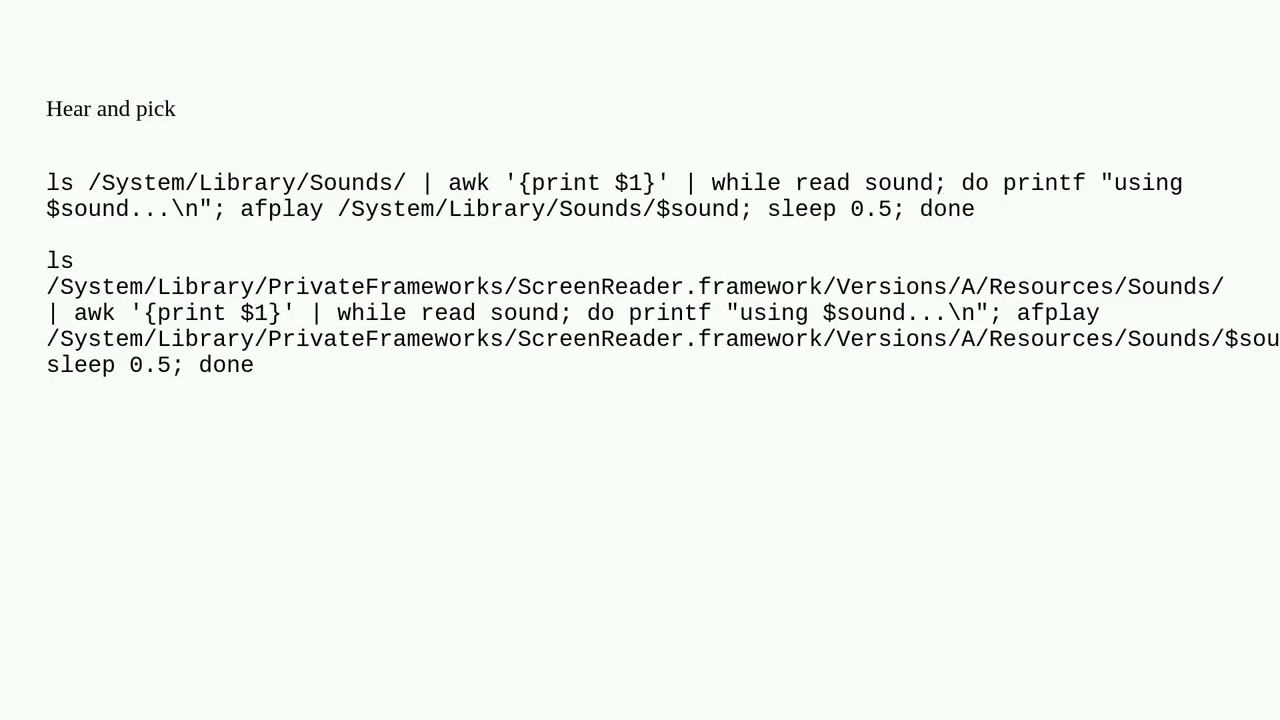 Hear and pick
ls /System/Library/Sounds/ | awk '{print $1}' | while read sound; do printf "using
$sound...\n"; afplay /System/Library/Sounds/$sound; sleep 0.5; done
ls
/System/Library/PrivateFrameworks/ScreenReader.framework/Versions/A/Resources/Sounds/
| awk '{print $1}' | while read sound; do printf "using $sound...\n"; afplay
/System/Library/PrivateFrameworks/ScreenReader.framework/Versions/A/Resources/Sounds/$sou
sleep 0.5; done